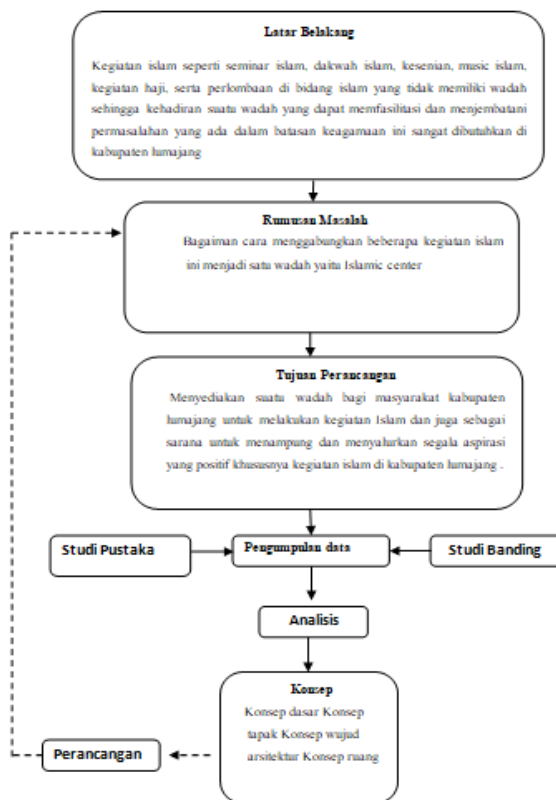 Latar Belakang
Kegiatan islam seperti seminar islam, dakwah islam, kesenian, music islam,
kegiatan haji, serta perlombaan di bidang islam yang tidak memiliki wadah
sehingga kehadiran suatu wadah yang dapat memfasilitasi dan menjembatani
permasalahan yang ada dalam batasan keagamaan ini sangat dibutuhkan di
kabupaten lumajang
Rumusan Masalah
Bagaiman cara menggabungkan beberapa kegiatan islam
ini menjadi satu wadah yaitu Islamic center
Tujuan Perancangan
Menyediakan suatu wadah bagi masyarakat kabupaten
lumajang untuk melakukan kegiatan Islam dan juga sebagai
sarana untuk menampung dan menyalurkan segala aspirasi
yang positif khususnya kegiatan islam di kabupaten lumajang .
Studi Pustaka
Pengumpulan data
Studi Banding
Analisis
Konsep
Konsep dasar Konsep
tapak Konsep wujud
arsitektur Konsep ruang
Perancangan